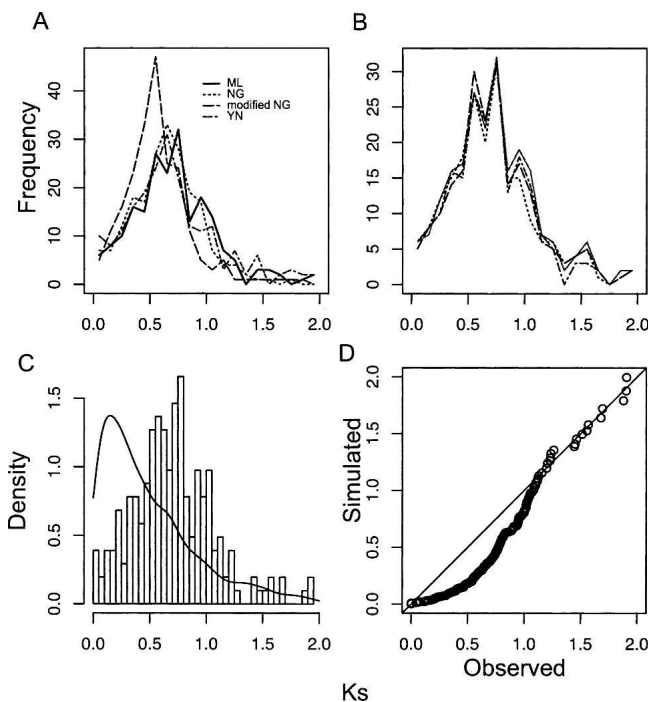 A
B
40
30
20
10
0
Frequency
ML
NG
modified NG
YN
0.0 0.5 1.0 1.5 2.0
30
25
20
15
10
5
0
0.0 0.5 1.0 1.5 2.0
C
D
1.5
1.0
0.5
0.0
Density
0.0 0.5 1.0 1.5 2.0
2.0
1.5
1.0
0.5
0.0
Simulated
0.0 0.5 1.0 1.5 2.0
Observed
Ks